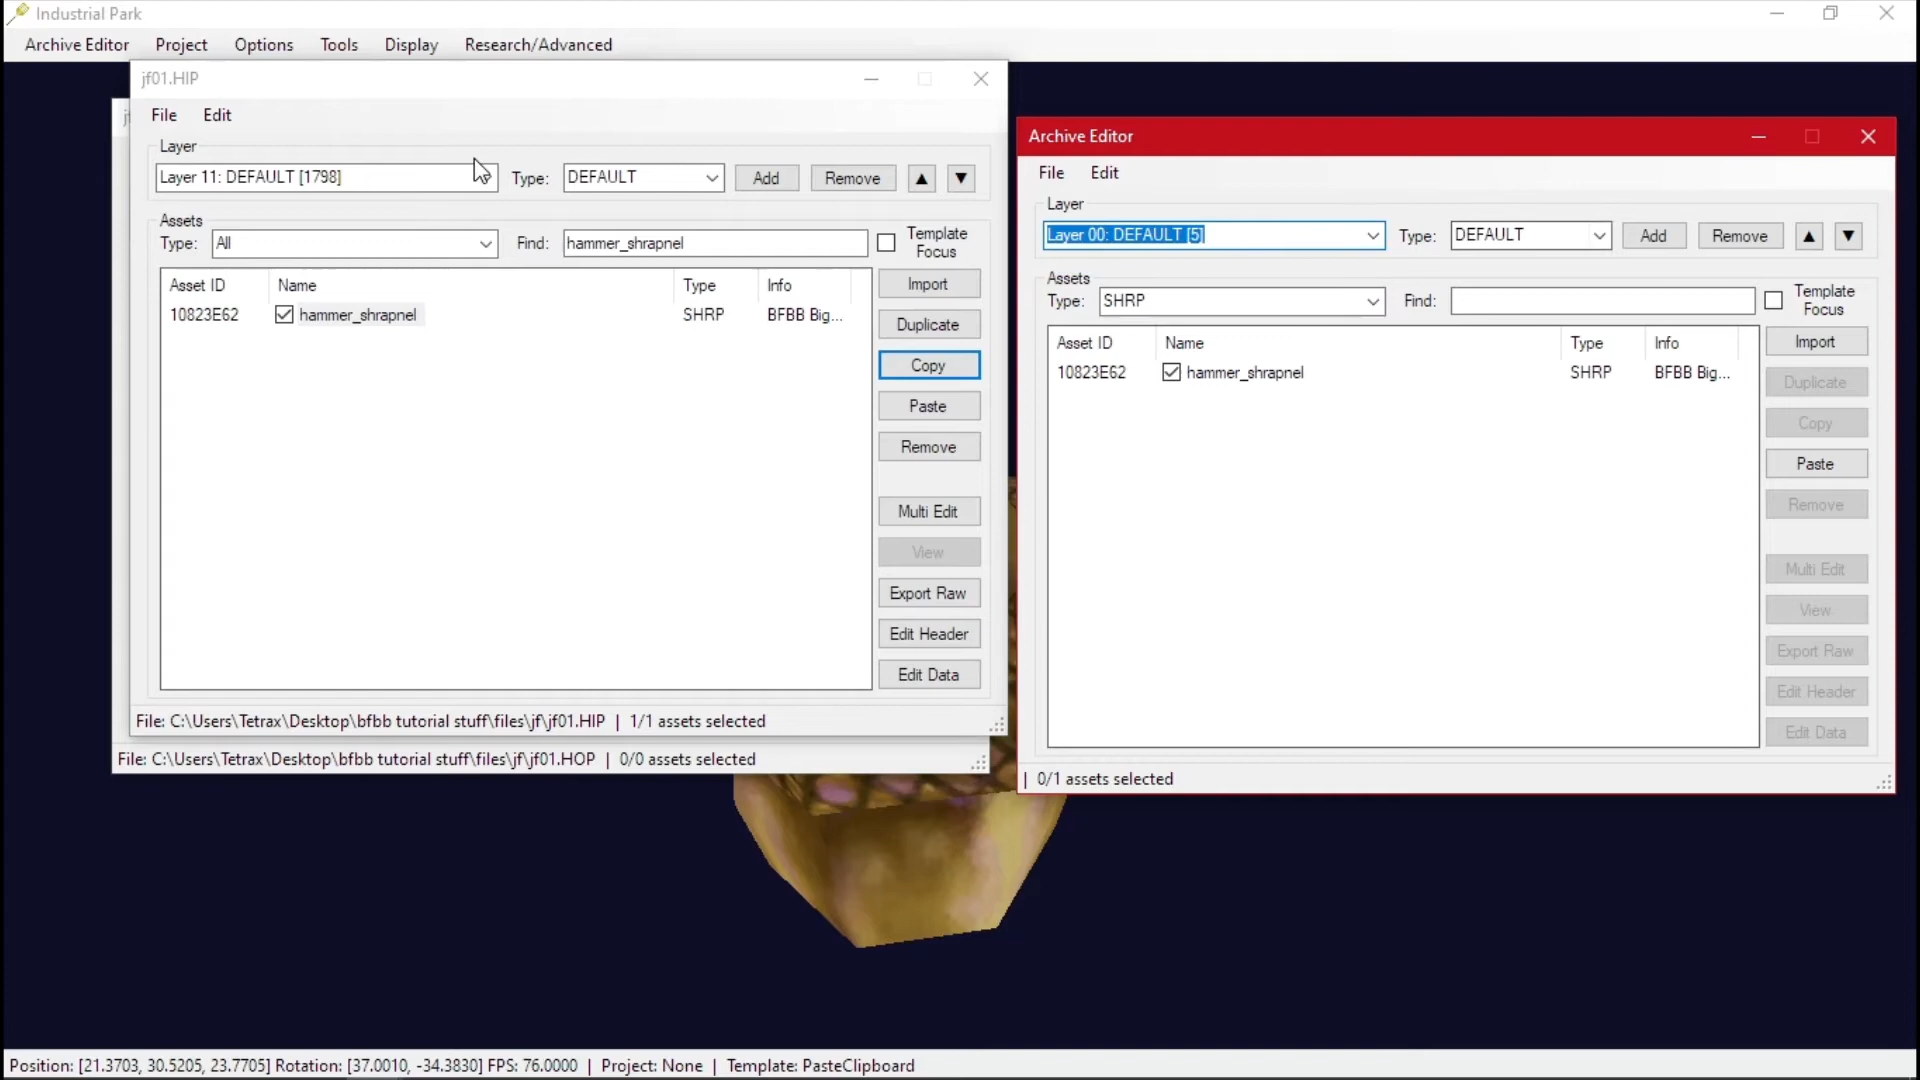 Industrial Park
Archive Editor Project Options Tools Display Research/Advanced
jf01.HIP
File Edit
Layer
Layer 11: DEFAULT [1798] Type: DEFAULT Add Remove ▲ ▼
Assets
Type: All Find: hammer_shrapnel Template Focus
Asset ID Name Type Info
10823E62 hammer_shrapnel SHRP BFBB Big...
Import
Duplicate
Copy
Paste
Remove
Multi Edit
View
Export Raw
Edit Header
Edit Data
File: C:\Users\Tetrax\Desktop\bfbb tutorial stuff\files\jf\jf01.HIP | 1/1 assets selected
File: C:\Users\Tetrax\Desktop\bfbb tutorial stuff\files\jf\jf01.HOP | 0/0 assets selected
Archive Editor
File Edit
Layer
Layer 00: DEFAULT [5] Type: DEFAULT Add Remove ▲ ▼
Assets
Type: SHRP Find: Template Focus
Asset ID Name Type Info
10823E62 hammer_shrapnel SHRP BFBB Big...
Import
Duplicate
Copy
Paste
Remove
Multi Edit
View
Export Raw
Edit Header
Edit Data
| 0/1 assets selected
Position: [21.3703, 30.5205, 23.7705] Rotation: [37.0010, -34.3830] FPS: 76.0000 | Project: None | Template: PasteClipboard